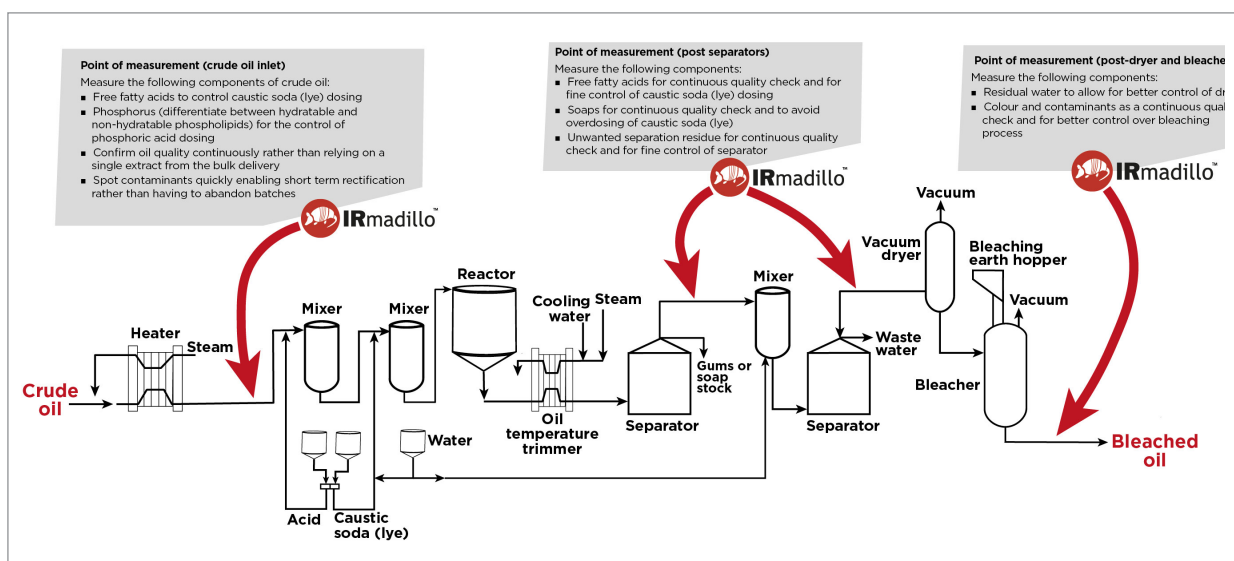 Point of measurement (crude oil inlet)
Measure the following components of crude oil:
▪ Free fatty acids to control caustic soda (lye) dosing
▪ Phosphorus (differentiate between hydratable and
non-hydratable phospholipids) for the control of
phosphoric acid dosing
▪ Confirm oil quality continuously rather than relying on a
single extract from the bulk delivery
▪ Spot contaminants quickly enabling short term rectification
rather than having to abandon batches
IRmadillo™
Point of measurement (post separators)
Measure the following components:
▪ Free fatty acids for continuous quality check and for
fine control of caustic soda (lye) dosing
▪ Soaps for continuous quality check and to avoid
overdosing of caustic soda (lye)
▪ Unwanted separation residue for continuous quality
check and for fine control of separator
IRmadillo™
Point of measurement (post-dryer and bleache
Measure the following components:
▪ Residual water to allow for better control of d
▪ Colour and contaminants as a continuous qual
check and for better control over bleaching
process
IRmadillo™
Crude
oil
Heater
Steam
Mixer
Mixer
Reactor
Acid
Caustic
soda (lye)
Water
Cooling
water
Steam
Oil
temperature
trimmer
Separator
Gums or
soap
stock
Mixer
Separator
Waste
water
Vacuum
dryer
Vacuum
Bleaching
earth hopper
Vacuum
Bleacher
Bleached
oil